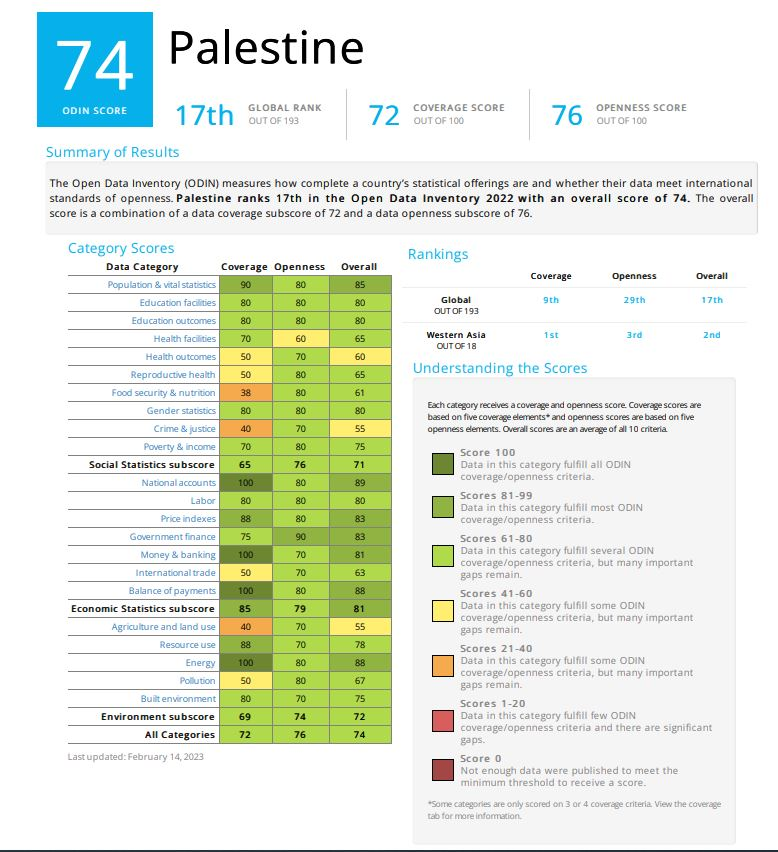 74
ODIN SCORE
Palestine
17th GLOBAL RANK
OUT OF 193
72 COVERAGE SCORE
OUT OF 100
76 OPENNESS SCORE
OUT OF 100
Summary of Results
The Open Data Inventory (ODIN) measures how complete a country's statistical offerings are and whether their data meet international
standards of openness. Palestine ranks 17th in the Open Data Inventory 2022 with an overall score of 74. The overall
score is a combination of a data coverage subscore of 72 and a data openness subscore of 76.
Category Scores
Data Category Coverage Openness Overall
Population & vital statistics 90 80 85
Education facilities 80 80 80
Education outcomes 80 80 80
Health facilities 70 60 65
Health outcomes 50 70 60
Reproductive health 50 80 65
Food security & nutrition 38 80 61
Gender statistics 80 80 80
Crime & justice 40 70 55
Poverty & income 70 80 75
Social Statistics subscore 65 76 71
National accounts 100 80 89
Labor 80 80 80
Price indexes 88 80 83
Government finance 75 90 83
Money & banking 100 70 81
International trade 50 70 63
Balance of payments 100 80 88
Economic Statistics subscore 85 79 81
Agriculture and land use 40 70 55
Resource use 88 70 78
Energy 100 80 88
Pollution 50 80 67
Built environment 80 70 75
Environment subscore 69 74 72
All Categories 72 76 74
Last updated: February 14, 2023
Rankings
Coverage Openness Overall
Global 9th 29th 17th
OUT OF 193
Western Asia 1st 3rd 2nd
OUT OF 18
Understanding the Scores
Each category receives a coverage and openness score. Coverage scores are
based on five coverage elements* and openness scores are based on five
openness elements. Overall scores are an average of all 10 criteria.
Score 100
Data in this category fulfill all ODIN
coverage/openness criteria.
Scores 81-99
Data in this category fulfill most ODIN
coverage/openness criteria.
Scores 61-80
Data in this category fulfill several ODIN
coverage/openness criteria, but many important
gaps remain.
Scores 41-60
Data in this category fulfill some ODIN
coverage/openness criteria, but many important
gaps remain.
Scores 21-40
Data in this category fulfill some ODIN
coverage/openness criteria, but many important
gaps remain.
Scores 1-20
Data in this category fulfill few ODIN
coverage/openness criteria and there are significant
gaps.
Score 0
Not enough data were published to meet the
minimum threshold to receive a score.
*Some categories are only scored on 3 or 4 coverage criteria. View the coverage
tab for more information.